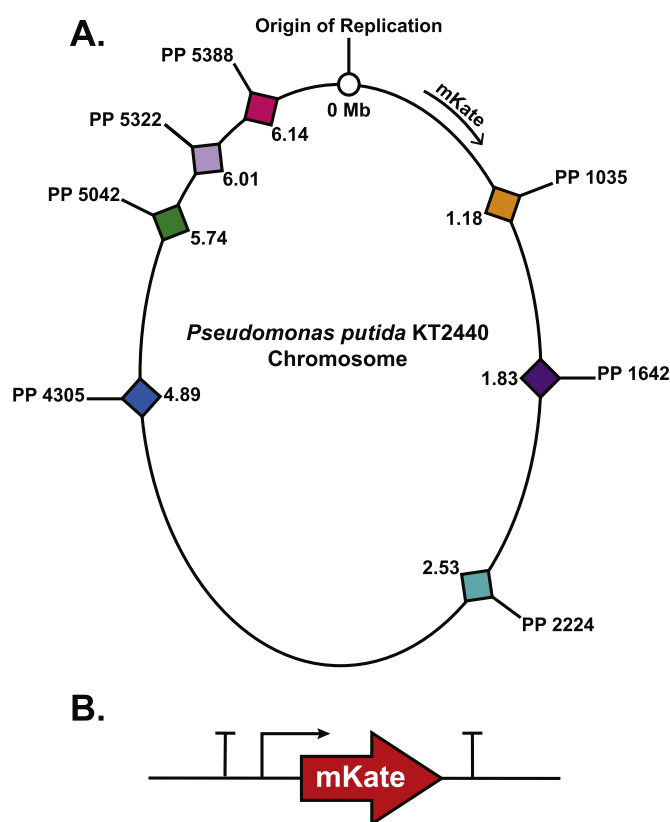 A.
Origin of Replication
PP 5388
0 Mb
mKate
6.14
PP 5322
6.01
PP 1035
1.18
PP 5042
5.74
Pseudomonas putida KT2440
Chromosome
PP 4305
4.89
1.83
PP 1642
2.53
PP 2224
B.
mKate